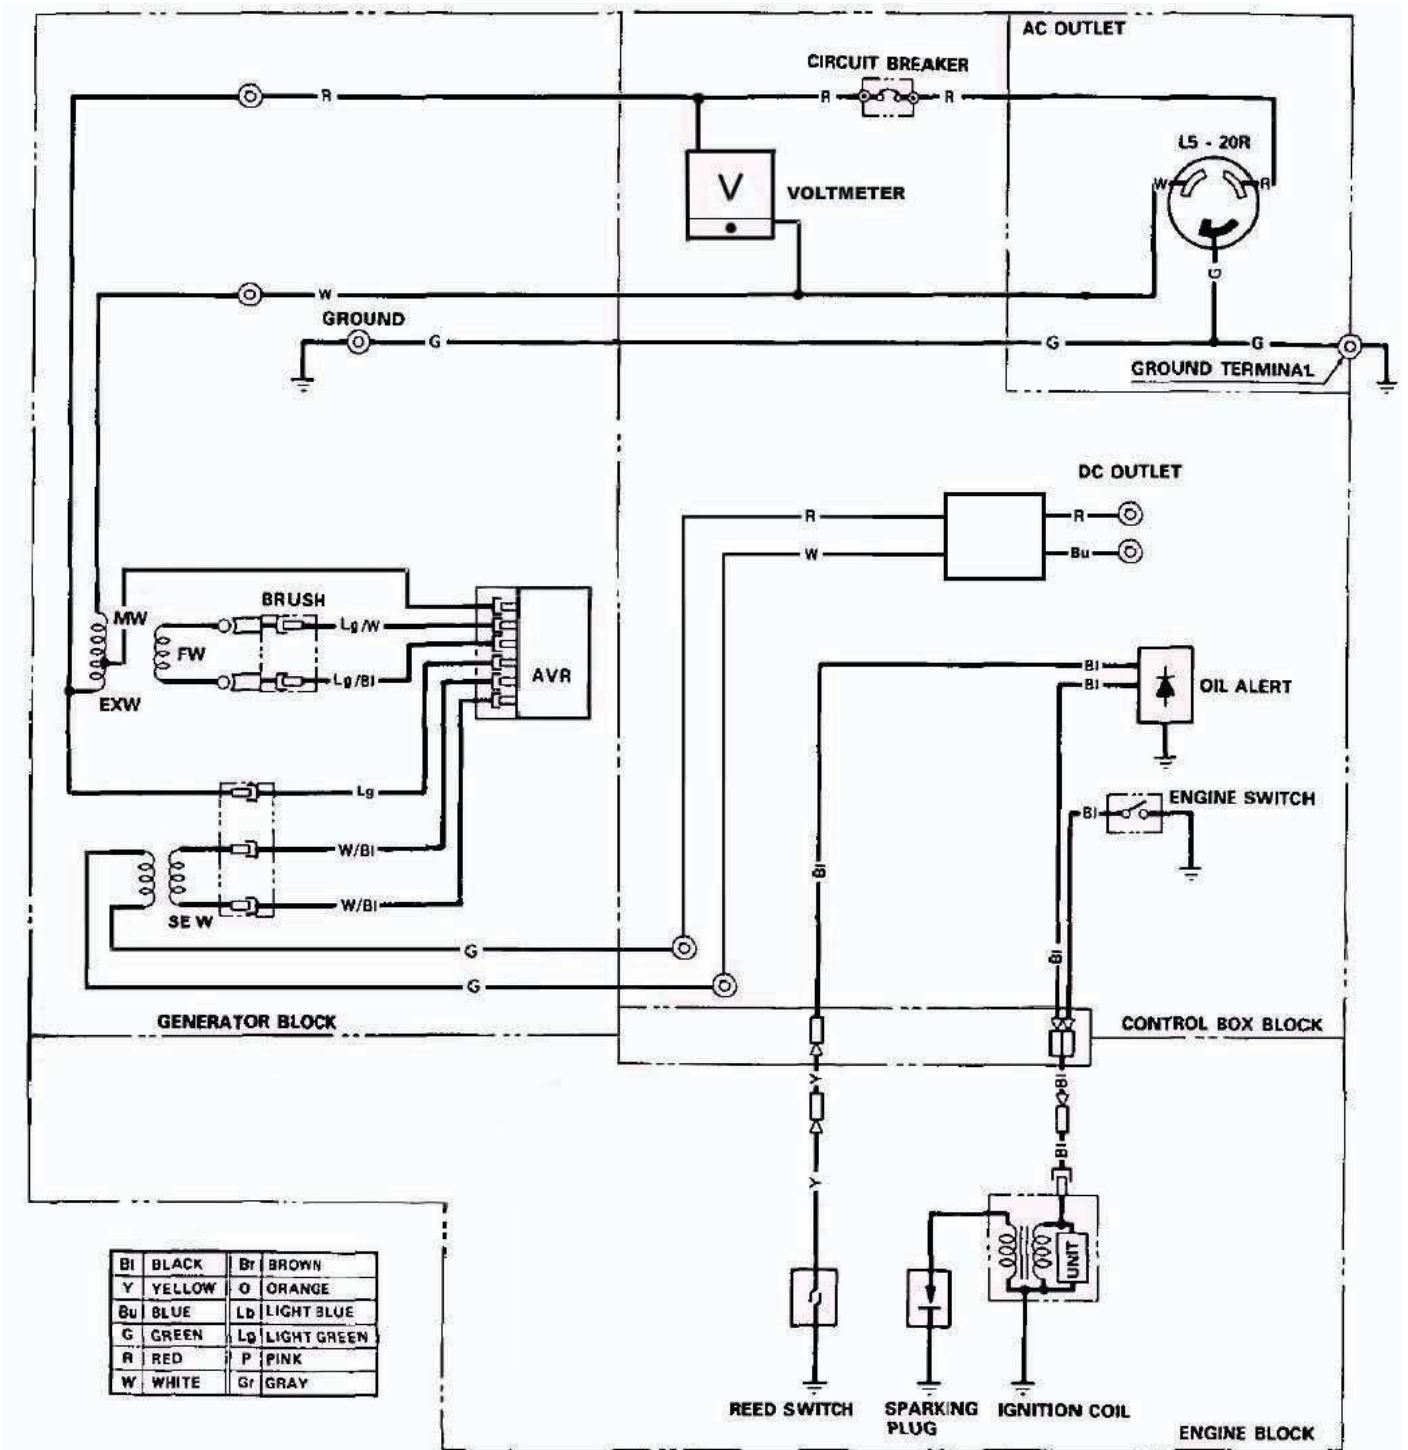 AC OUTLET
CIRCUIT BREAKER
R
R
R
L5 - 20R
V
VOLTMETER
W
R
G
W
GROUND
G
G
G
GROUND TERMINAL
DC OUTLET
R
R
W
Bu
BRUSH
MW
Lg/W
FW
Lg/Bl
AVR
EXW
Bl
Bl
OIL ALERT
Lg
ENGINE SWITCH
Bl
W/Bl
Bl
W/Bl
SE W
G
Bl
G
GENERATOR BLOCK
CONTROL BOX BLOCK
Y
Bl
Bl
Y
UNIT
Bl BLACK Br BROWN
Y YELLOW O ORANGE
Bu BLUE Lb LIGHT BLUE
G GREEN Lg LIGHT GREEN
R RED P PINK
W WHITE Gr GRAY
REED SWITCH
SPARKING
PLUG
IGNITION COIL
ENGINE BLOCK